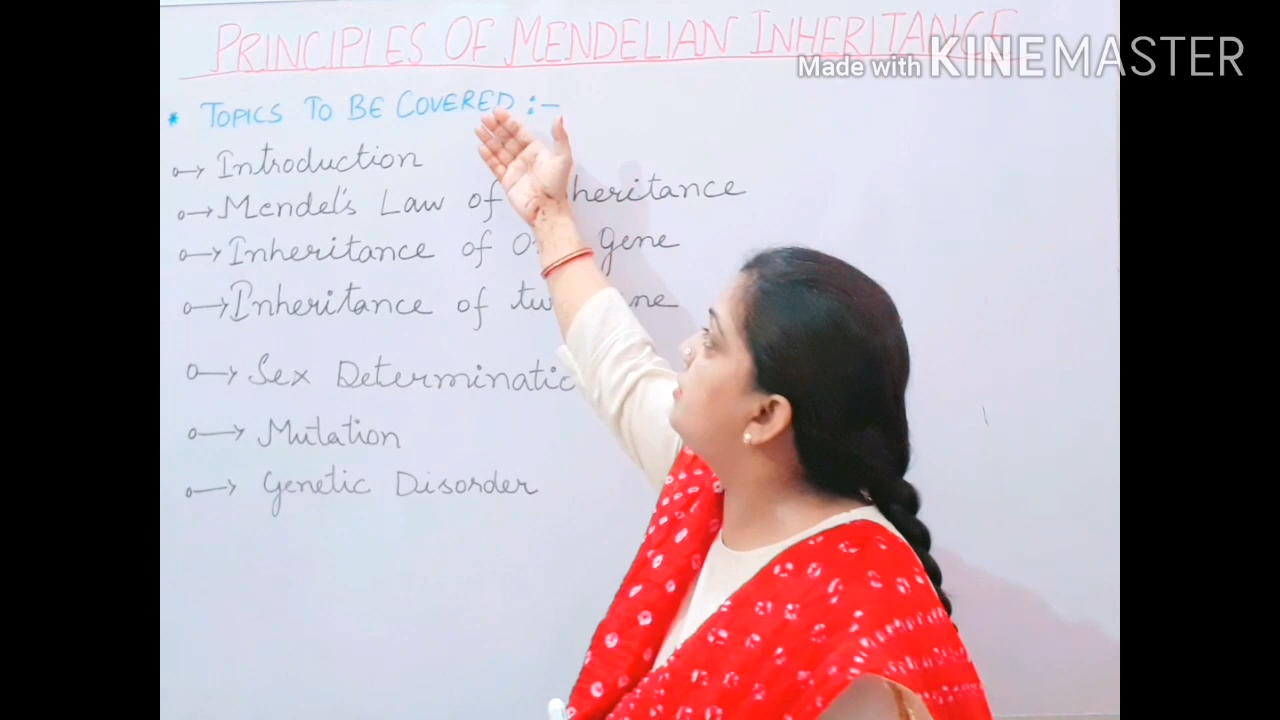 PRINCIPLES OF MENDELIAN INHERITANCE
Made with KINEMASTER
* TOPICS TO BE COVERED :-
Introduction
Mendel's Law of heritance
Inheritance of gene
Inheritance of
Sex Determinatio
Mutation
Genetic Disorder